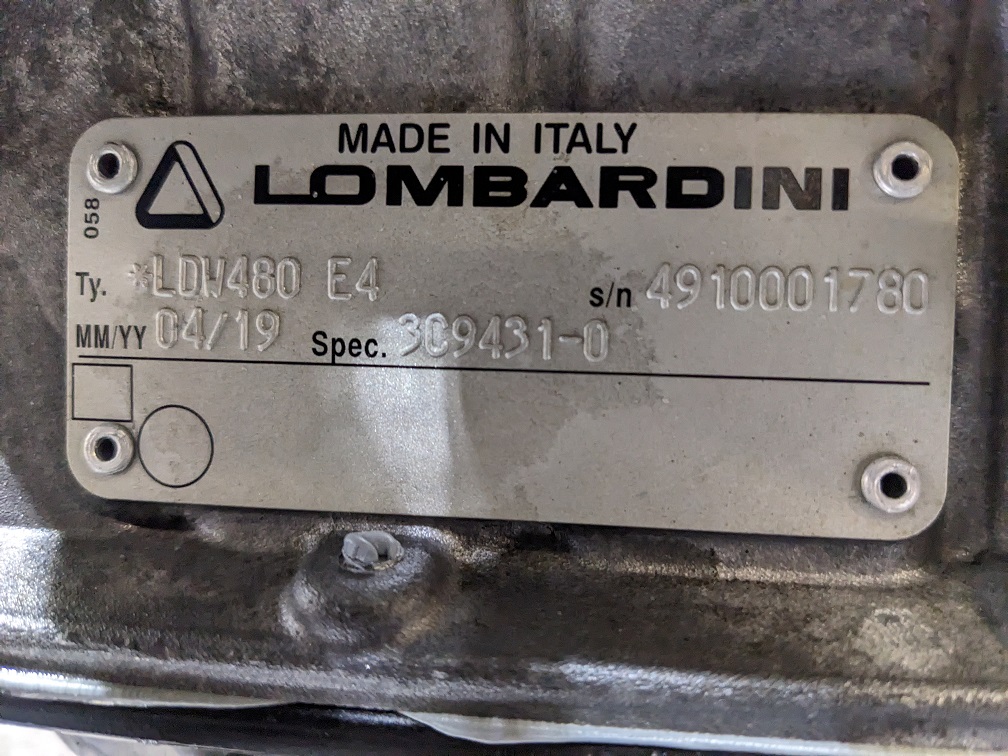 MADE IN ITALY
LOMBARDINI
058
Ty. *LDW480 E4 s/n 4910001780
MM/YY 04/19 Spec. 3C9431-0